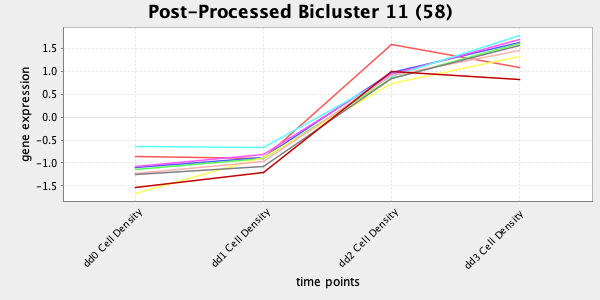 Post-Processed Bicluster 11 (58)
gene expression
1.5
1.0
0.5
0.0
-0.5
-1.0
-1.5
dd0 Cell Density
dd1 Cell Density
dd2 Cell Density
dd3 Cell Density
time points